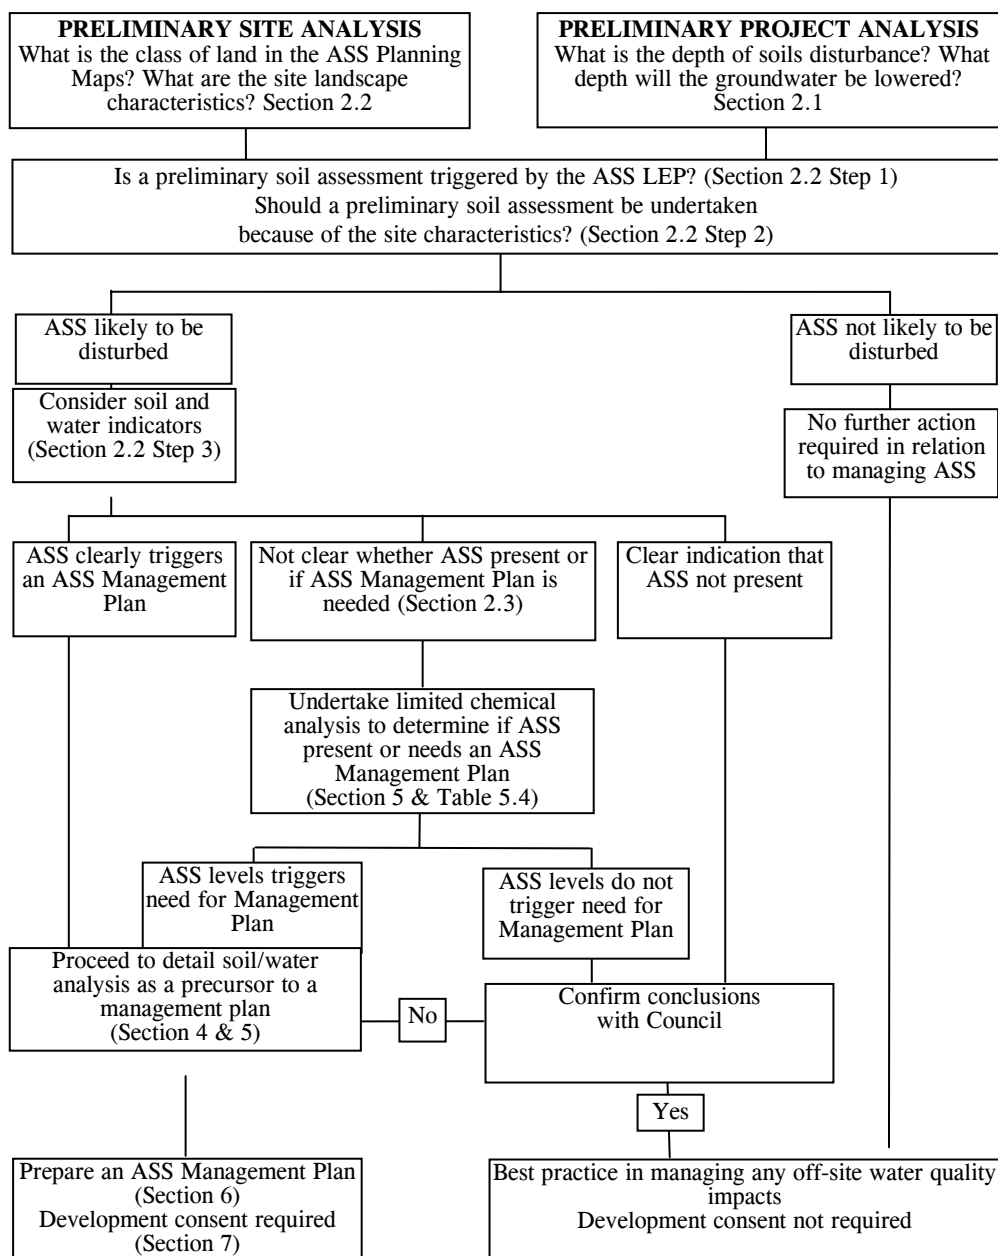 PRELIMINARY SITE ANALYSIS
What is the class of land in the ASS Planning
Maps? What are the site landscape
characteristics? Section 2.2
PRELIMINARY PROJECT ANALYSIS
What is the depth of soils disturbance? What
depth will the groundwater be lowered?
Section 2.1
Is a preliminary soil assessment triggered by the ASS LEP? (Section 2.2 Step 1)
Should a preliminary soil assessment be undertaken
because of the site characteristics? (Section 2.2 Step 2)
ASS likely to be
disturbed
ASS not likely to be
disturbed
Consider soil and
water indicators
(Section 2.2 Step 3)
No further action
required in relation
to managing ASS
ASS clearly triggers
an ASS Management
Plan
Not clear whether ASS present or
if ASS Management Plan is
needed (Section 2.3)
Clear indication that
ASS not present
Undertake limited chemical
analysis to determine if ASS
present or needs an ASS
Management Plan
(Section 5 & Table 5.4)
ASS levels triggers
need for Management
Plan
ASS levels do not
trigger need for
Management Plan
Proceed to detail soil/water
analysis as a precursor to a
management plan
(Section 4 & 5)
No
Confirm conclusions
with Council
Yes
Prepare an ASS Management Plan
(Section 6)
Development consent required
(Section 7)
Best practice in managing any off-site water quality
impacts
Development consent not required